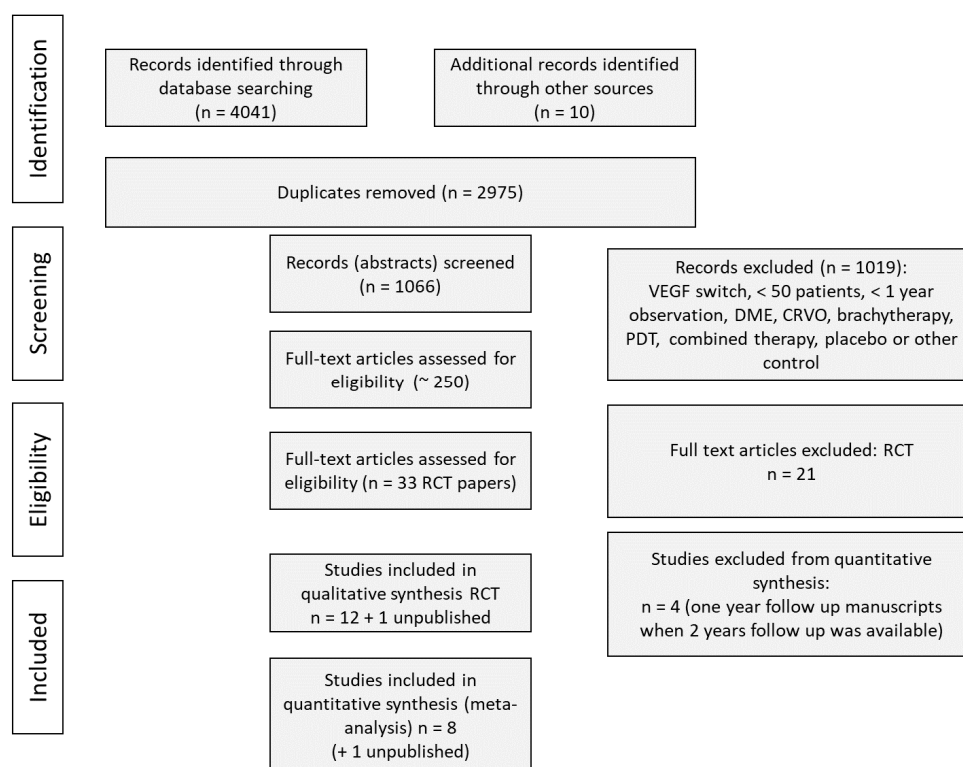 Identification
Records identified through
database searching
(n = 4041)
Additional records identified
through other sources
(n = 10)
Duplicates removed (n = 2975)
Screening
Records (abstracts) screened
(n = 1066)
Records excluded (n = 1019):
VEGF switch, < 50 patients, < 1 year
observation, DME, CRVO, brachytherapy,
PDT, combined therapy, placebo or other
control
Full-text articles assessed for
eligibility (~ 250)
Eligibility
Full-text articles assessed for
eligibility (n = 33 RCT papers)
Full text articles excluded: RCT
n = 21
Included
Studies included in
qualitative synthesis RCT
n = 12 + 1 unpublished
Studies excluded from quantitative
synthesis:
n = 4 (one year follow up manuscripts
when 2 years follow up was available)
Studies included in
quantitative synthesis (meta-
analysis) n = 8
(+ 1 unpublished)